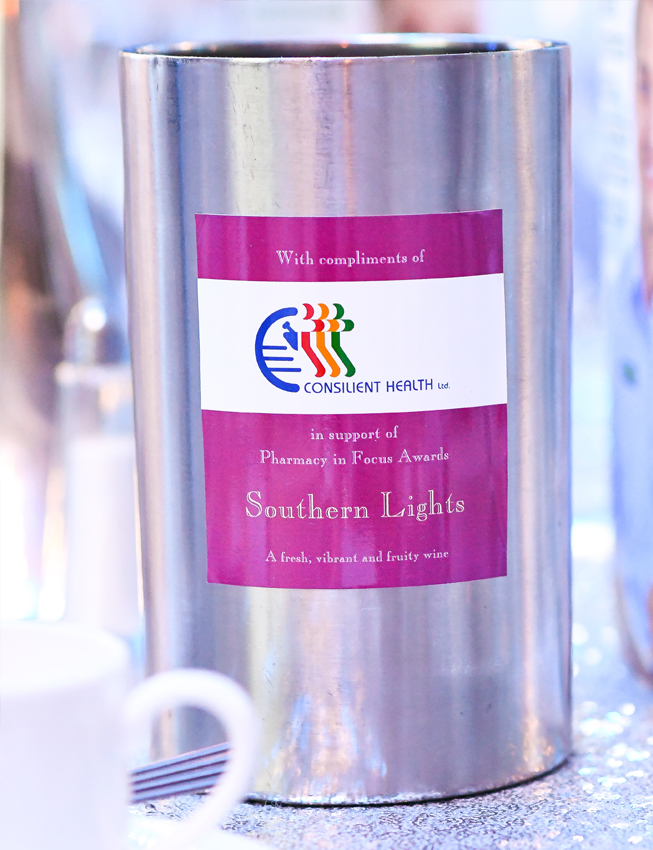 With compliments of
CONSILIENT HEALTH Ltd.
in support of
Pharmacy in Focus Awards
Southern Lights
A fresh, vibrant and fruity wine